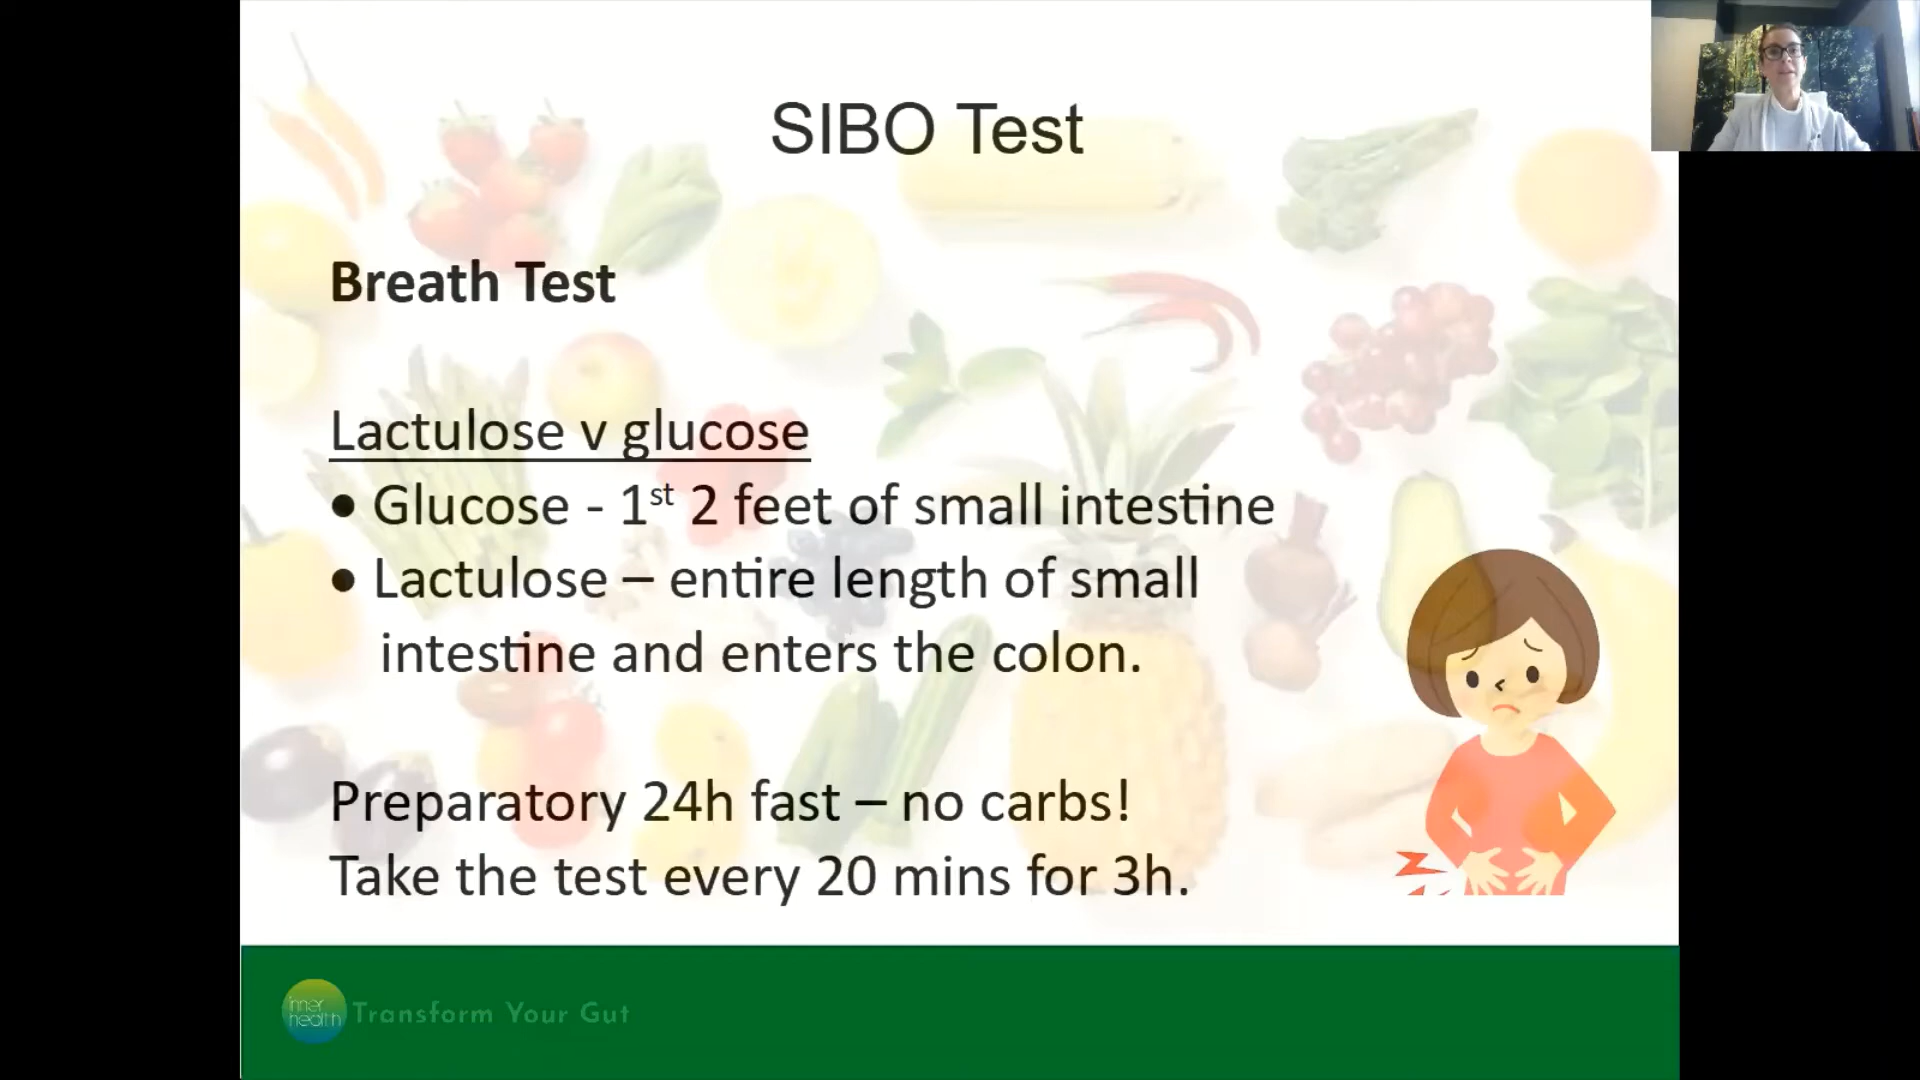 SIBO Test
Breath Test
Lactulose v glucose
• Glucose - 1st 2 feet of small intestine
• Lactulose – entire length of small
intestine and enters the colon.
Preparatory 24h fast – no carbs!
Take the test every 20 mins for 3h.
inner
health
Transform Your Gut